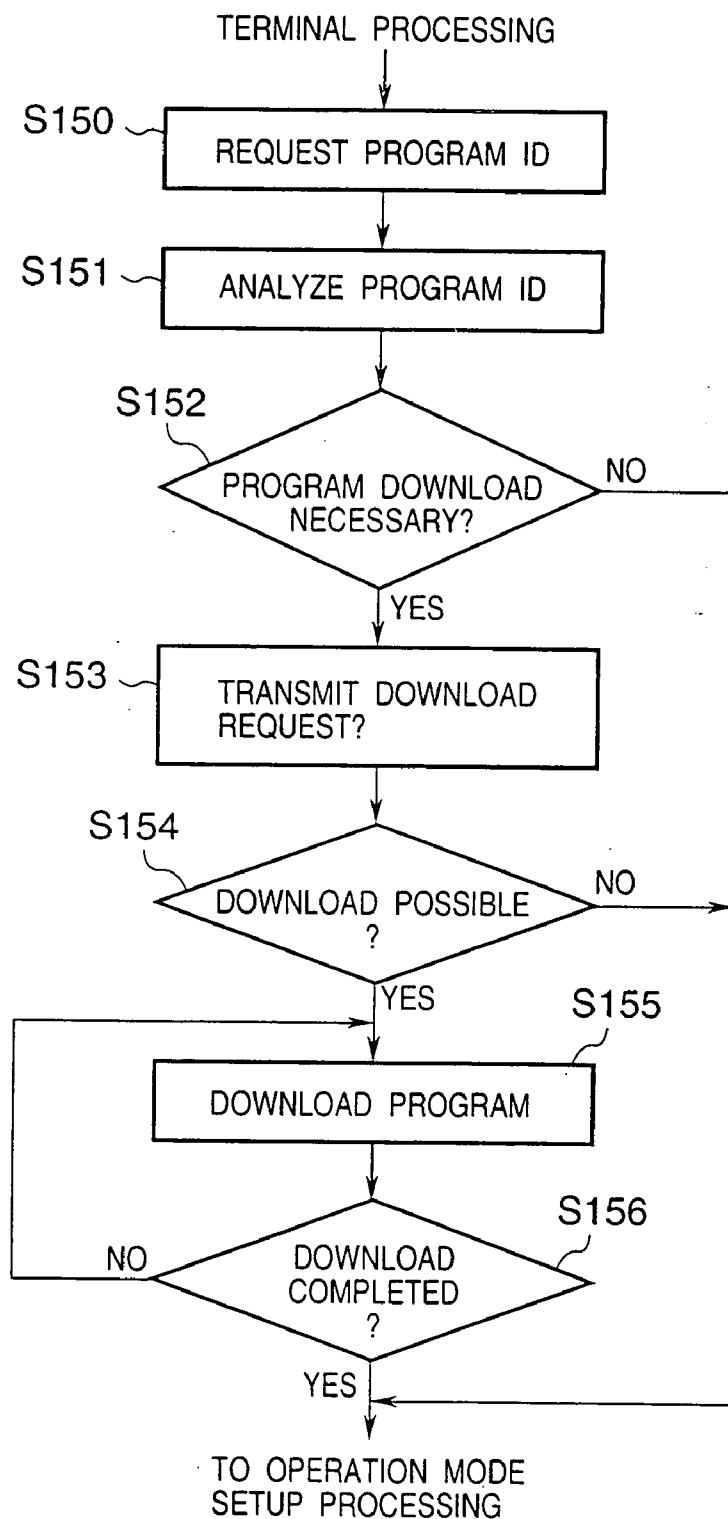 TERMINAL PROCESSING
S150
REQUEST PROGRAM ID
S151
ANALYZE PROGRAM ID
S152
PROGRAM DOWNLOAD
NECESSARY?
NO
YES
S153
TRANSMIT DOWNLOAD
REQUEST?
S154
DOWNLOAD POSSIBLE
?
NO
YES
S155
DOWNLOAD PROGRAM
S156
DOWNLOAD
COMPLETED
?
NO
YES
TO OPERATION MODE
SETUP PROCESSING